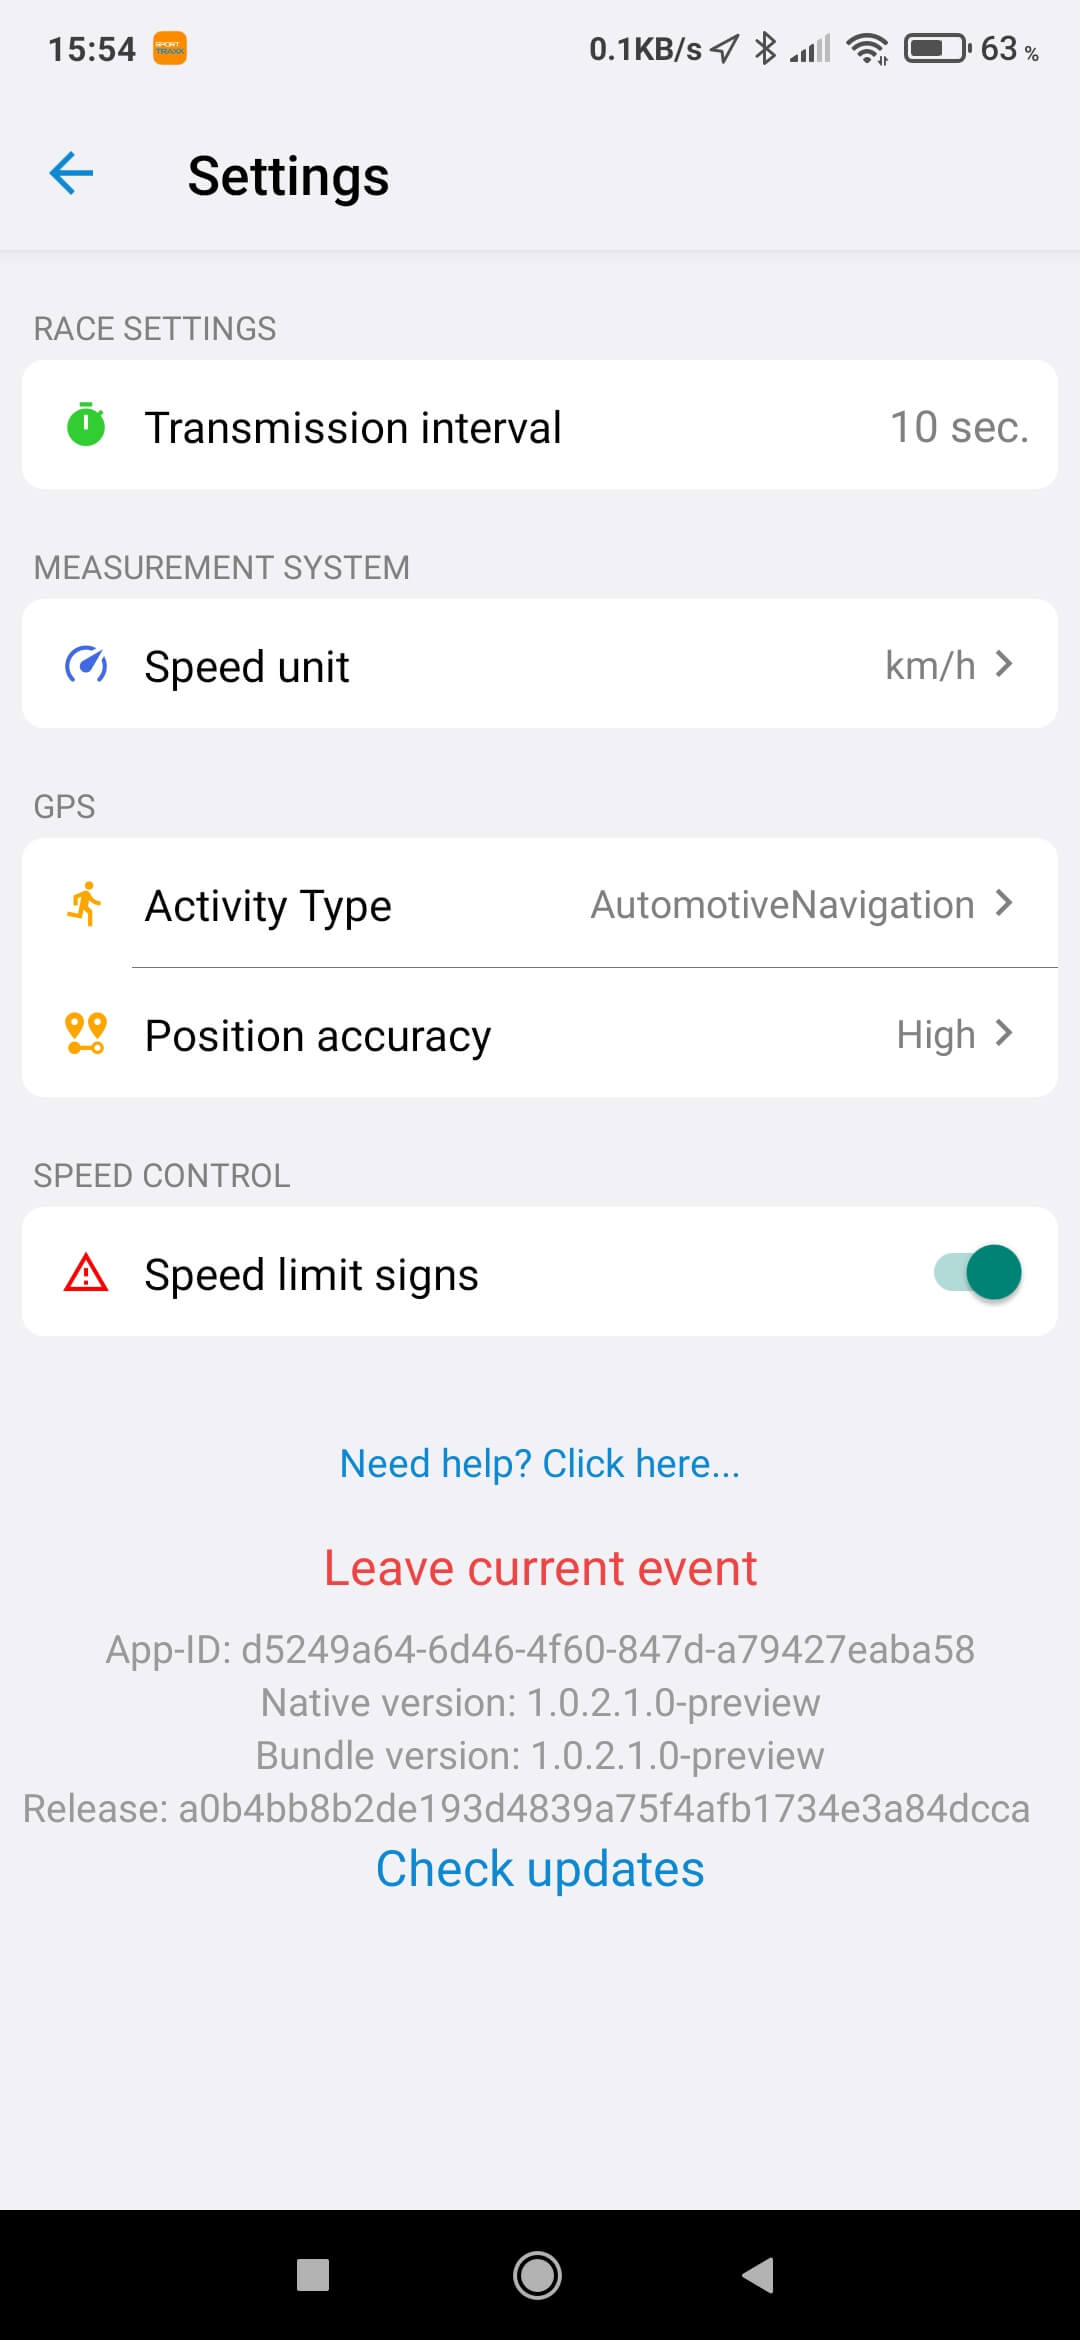 15:54 SPORT TRAXX 0.1KB/s 63 %
Settings
RACE SETTINGS
Transmission interval 10 sec.
MEASUREMENT SYSTEM
Speed unit km/h
GPS
Activity Type AutomotiveNavigation
Position accuracy High
SPEED CONTROL
Speed limit signs
Need help? Click here...
Leave current event
App-ID: d5249a64-6d46-4f60-847d-a79427eaba58
Native version: 1.0.2.1.0-preview
Bundle version: 1.0.2.1.0-preview
Release: a0b4bb8b2de193d4839a75f4afb1734e3a84dcca
Check updates